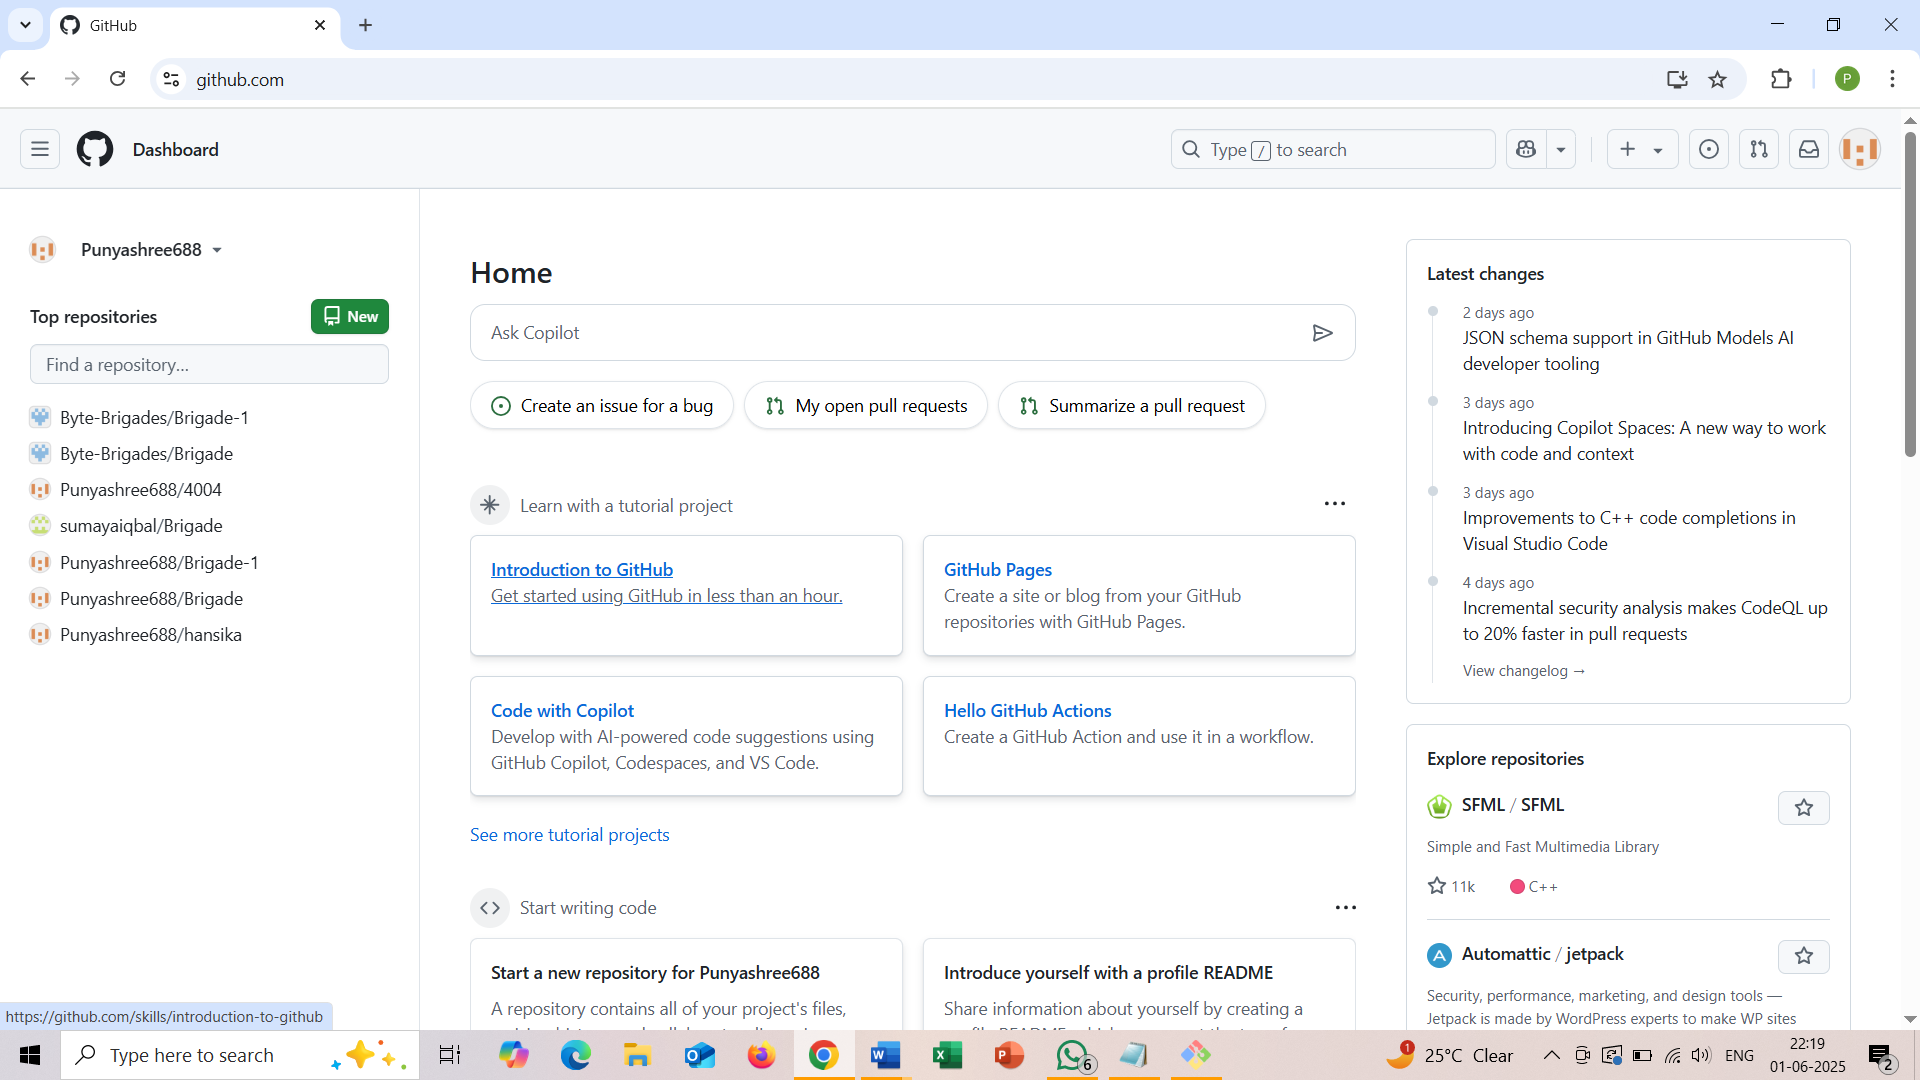 GitHub
github.com
Dashboard
Type / to search
P
Punyashree688
Top repositories
New
Find a repository...
Byte-Brigades/Brigade-1
Byte-Brigades/Brigade
Punyashree688/4004
sumayaiqbal/Brigade
Punyashree688/Brigade-1
Punyashree688/Brigade
Punyashree688/hansika
Home
Ask Copilot
Create an issue for a bug
My open pull requests
Summarize a pull request
Learn with a tutorial project
Introduction to GitHub
Get started using GitHub in less than an hour.
GitHub Pages
Create a site or blog from your GitHub
repositories with GitHub Pages.
Code with Copilot
Develop with AI-powered code suggestions using
GitHub Copilot, Codespaces, and VS Code.
Hello GitHub Actions
Create a GitHub Action and use it in a workflow.
See more tutorial projects
Start writing code
Start a new repository for Punyashree688
A repository contains all of your project's files,
Introduce yourself with a profile README
Share information about yourself by creating a
Latest changes
2 days ago
JSON schema support in GitHub Models AI
developer tooling
3 days ago
Introducing Copilot Spaces: A new way to work
with code and context
3 days ago
Improvements to C++ code completions in
Visual Studio Code
4 days ago
Incremental security analysis makes CodeQL up
to 20% faster in pull requests
View changelog →
Explore repositories
SFML / SFML
Simple and Fast Multimedia Library
11k
C++
Automattic / jetpack
Security, performance, marketing, and design tools —
Jetpack is made by WordPress experts to make WP sites
https://github.com/skills/introduction-to-github
Type here to search
6
1
25°C Clear
ENG
22:19
01-06-2025
2